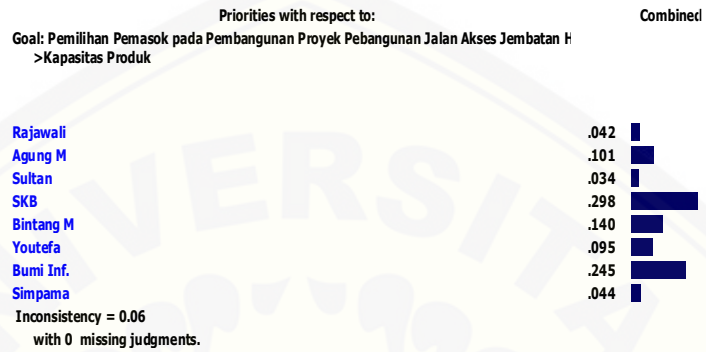 Priorities with respect to: Combined
Goal: Pemilihan Pemasok pada Pembangunan Proyek Pebangunan Jalan Akses Jembatan H
>Kapasitas Produk
Rajawali .042
Agung M .101
Sultan .034
SKB .298
Bintang M .140
Youtefa .095
Bumi Inf. .245
Simpama .044
Inconsistency = 0.06
with 0 missing judgments.